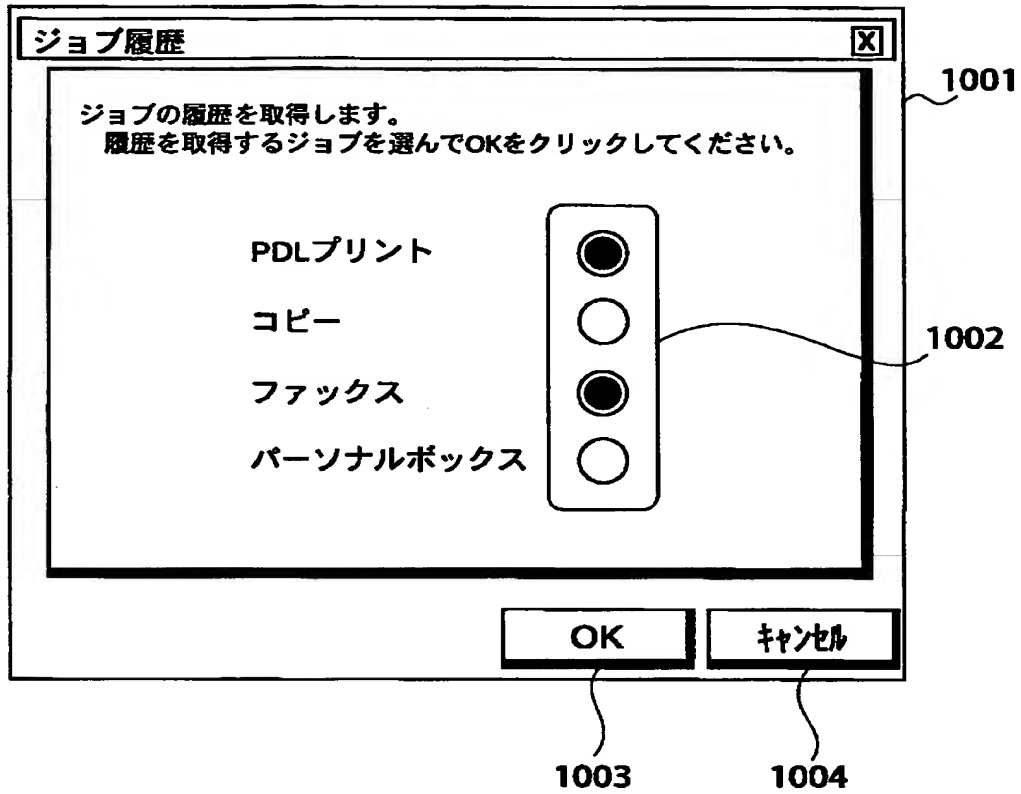 ジョブ履歴 X
1001
ジョブの履歴を取得します。
履歴を取得するジョブを選んでOKをクリックしてください。
PDLプリント
コピー
1002
ファックス
パーソナルボックス
OK キャンセル
1003 1004